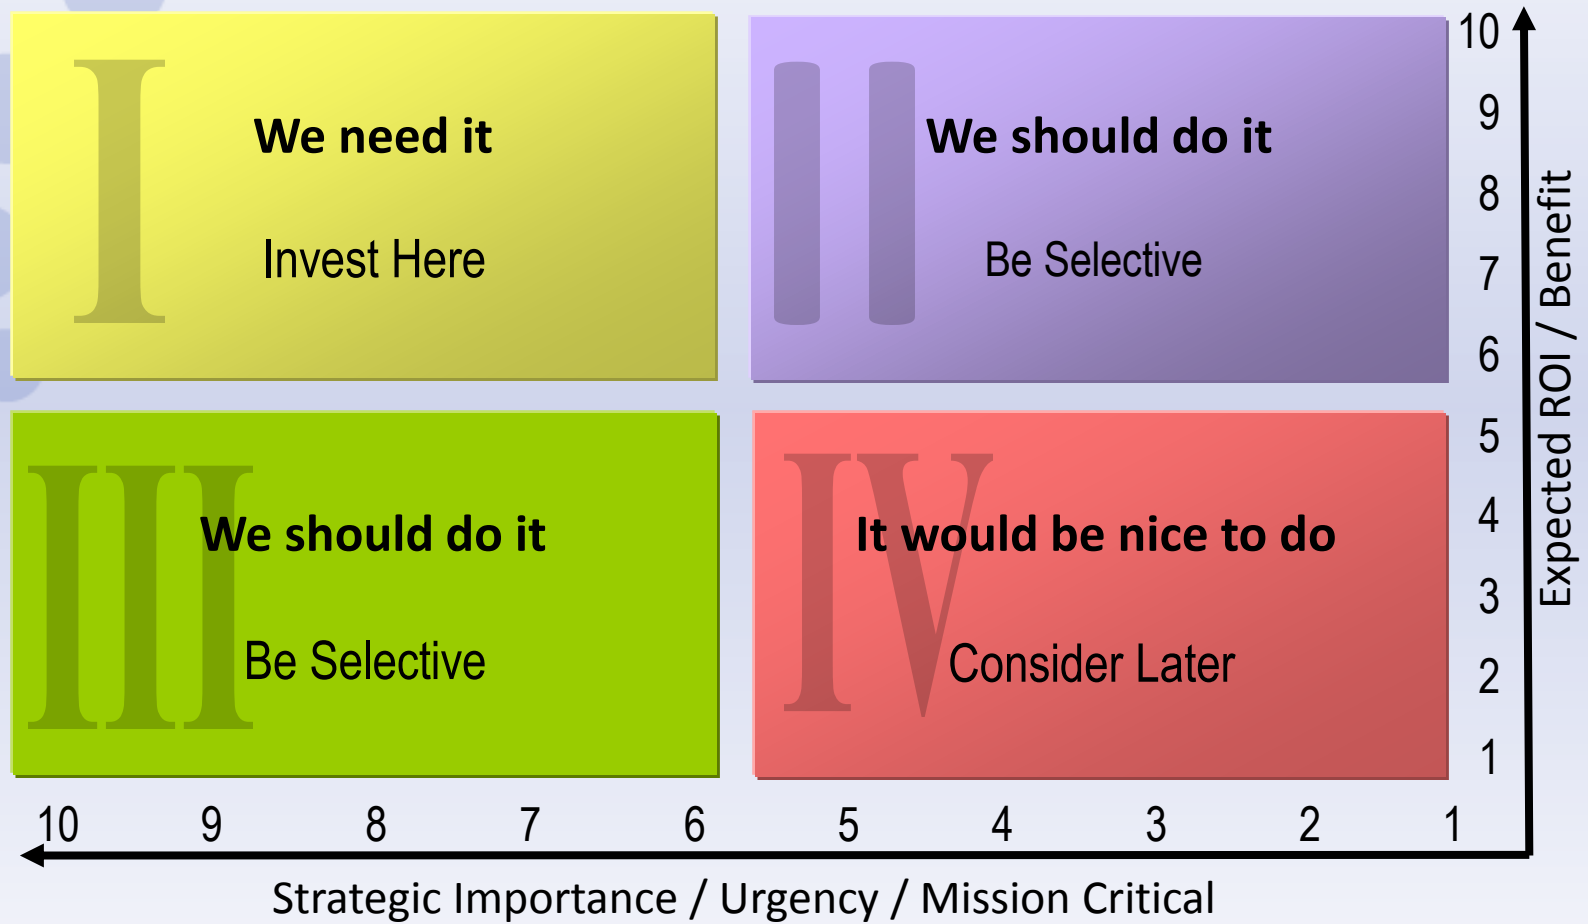 I
We need it
Invest Here
II
We should do it
Be Selective
III
We should do it
Be Selective
IV
It would be nice to do
Consider Later
10
9
8
7
6
5
4
3
2
1
Expected ROI / Benefit
10 9 8 7 6 5 4 3 2 1
Strategic Importance / Urgency / Mission Critical